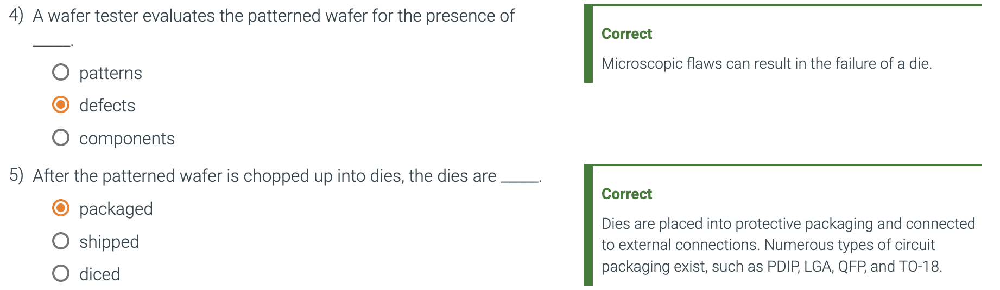 4) A wafer tester evaluates the patterned wafer for the presence of
_____.
patterns
defects
components
Correct
Microscopic flaws can result in the failure of a die.
5) After the patterned wafer is chopped up into dies, the dies are _____.
packaged
shipped
diced
Correct
Dies are placed into protective packaging and connected
to external connections. Numerous types of circuit
packaging exist, such as PDIP, LGA, QFP, and TO-18.